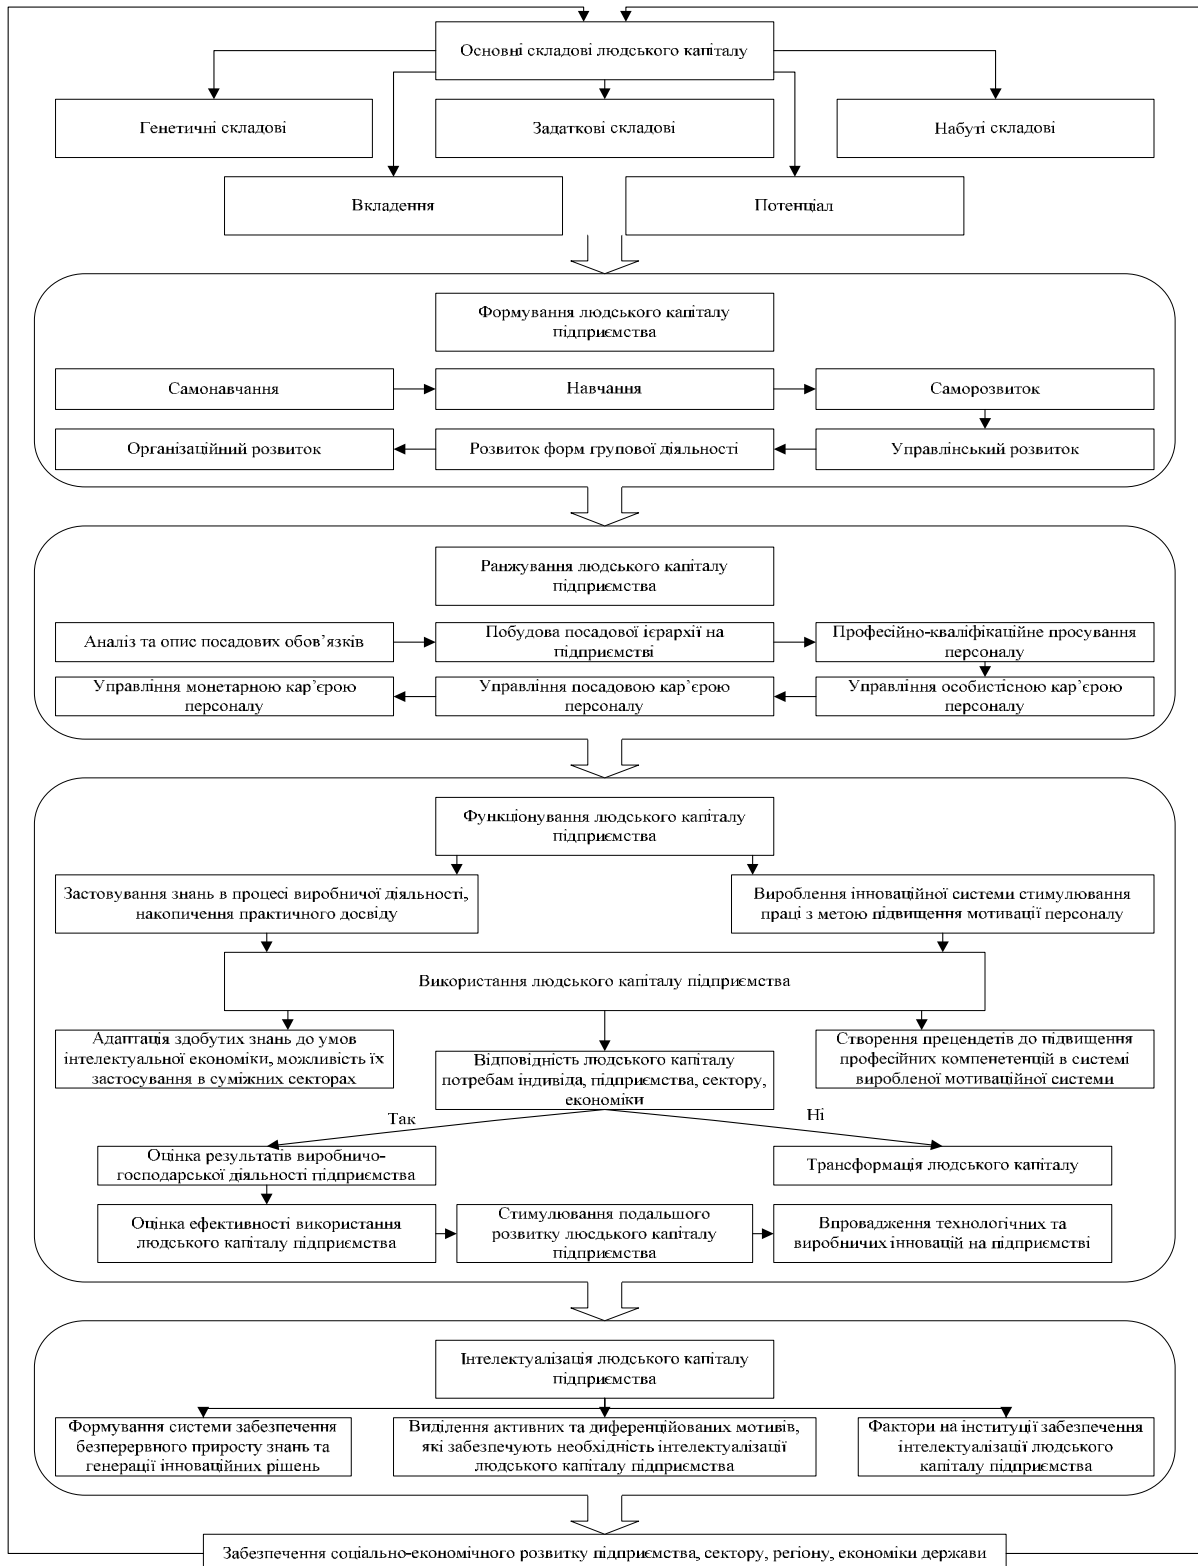 Основні складові людського капіталу
Генетичні складові
Задаткові складові
Набуті складові
Вкладення
Потенціал
Формування людського капіталу
підприємства
Самонавчання
Навчання
Саморозвиток
Організаційний розвиток
Розвиток форм групової діяльності
Управлінський розвиток
Ранжування людського капіталу
підприємства
Аналіз та опис посадових обов’язків
Побудова посадової ієрархії на
підприємстві
Професійно-кваліфікаційне просування
персоналу
Управління монетарною кар’єрою
персоналу
Управління посадовою кар’єрою
персоналу
Управління особистісною кар’єрою
персоналу
Функціонування людського капіталу
підприємства
Застовування знань в процесі виробничої діяльності,
накопичення практичного досвіду
Вироблення інноваційної системи стимулювання
праці з метою підвищення мотивації персоналу
Використання людського капіталу підприємства
Адаптація здобутих знань до умов
інтелектуальної економіки, можливість їх
застосування в суміжних секторах
Відповідність людського капіталу
потребам індивіда, підприємства, сектору,
економіки
Створення прецендетів до підвищення
професійних компенетенцій в системі
виробленої мотиваційної системи
Так
Ні
Оцінка результатів виробничо-
господарської діяльності підприємства
Трансформація людського капіталу
Оцінка ефективності використання
людського капіталу підприємства
Стимулювання подальшого
розвитку люсдького капіталу
підприємства
Впровадження технологічних та
виробничих інновацій на підприємстві
Інтелектуалізація людського капіталу
підприємства
Формування системи забезпечення
безперервного приросту знань та
генерації інноваційних рішень
Виділення активних та диференційованих мотивів,
які забезпечують необхідність інтелектуалізації
людського капіталу підприємства
Фактори на інституції забезпечення
інтелектуалізації людського
капіталу підприємства
Забезпечення соціально-економічного розвитку підприємства, сектору, регіону, економіки держави